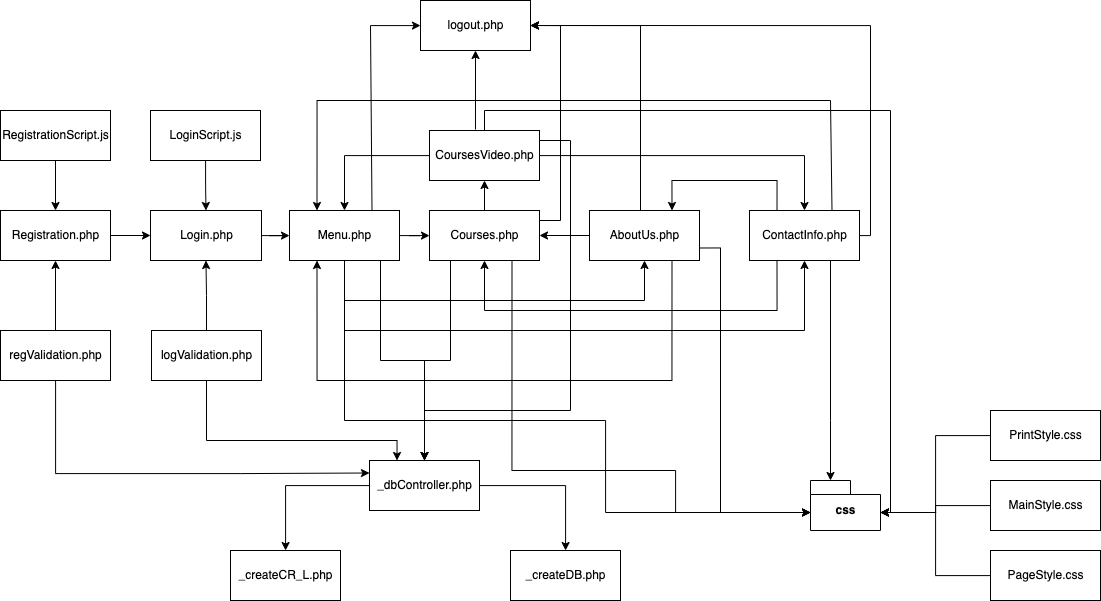 logout.php
RegistrationScript.js
LoginScript.js
CoursesVideo.php
Registration.php
Login.php
Menu.php
Courses.php
AboutUs.php
ContactInfo.php
regValidation.php
logValidation.php
PrintStyle.css
_dbController.php
MainStyle.css
css
_createCR_L.php
_createDB.php
PageStyle.css